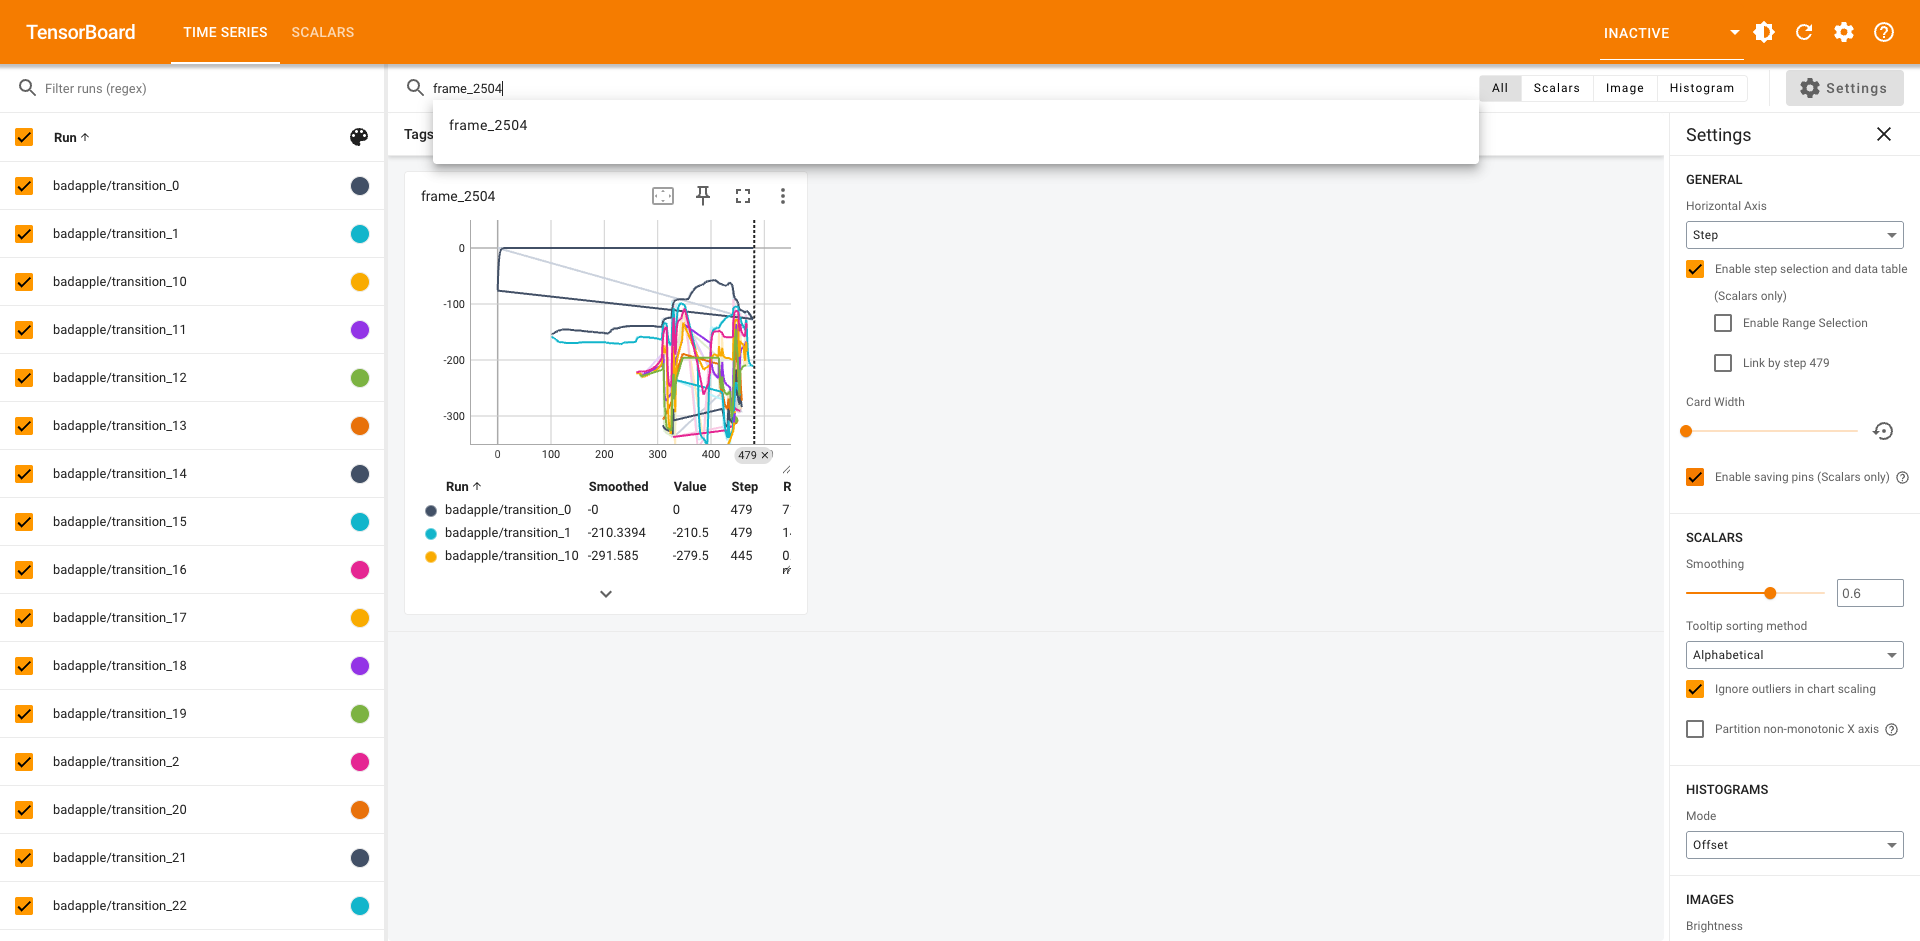 TensorBoard TIME SERIES SCALARS INACTIVE
Filter runs (regex)
Run
badapple/transition_0
badapple/transition_1
badapple/transition_10
badapple/transition_11
badapple/transition_12
badapple/transition_13
badapple/transition_14
badapple/transition_15
badapple/transition_16
badapple/transition_17
badapple/transition_18
badapple/transition_19
badapple/transition_2
badapple/transition_20
badapple/transition_21
badapple/transition_22
frame_2504
All Scalars Image Histogram
Settings
frame_2504
Tags
frame_2504
0
-100
-200
-300
0 100 200 300 400 479
Run Smoothed Value Step R
badapple/transition_0 -0 0 479 7
badapple/transition_1 -210.3394 -210.5 479 1
badapple/transition_10 -291.585 -279.5 445 0
Settings
GENERAL
Horizontal Axis
Step
Enable step selection and data table
(Scalars only)
Enable Range Selection
Link by step 479
Card Width
Enable saving pins (Scalars only)
SCALARS
Smoothing
0.6
Tooltip sorting method
Alphabetical
Ignore outliers in chart scaling
Partition non-monotonic X axis
HISTOGRAMS
Mode
Offset
IMAGES
Brightness